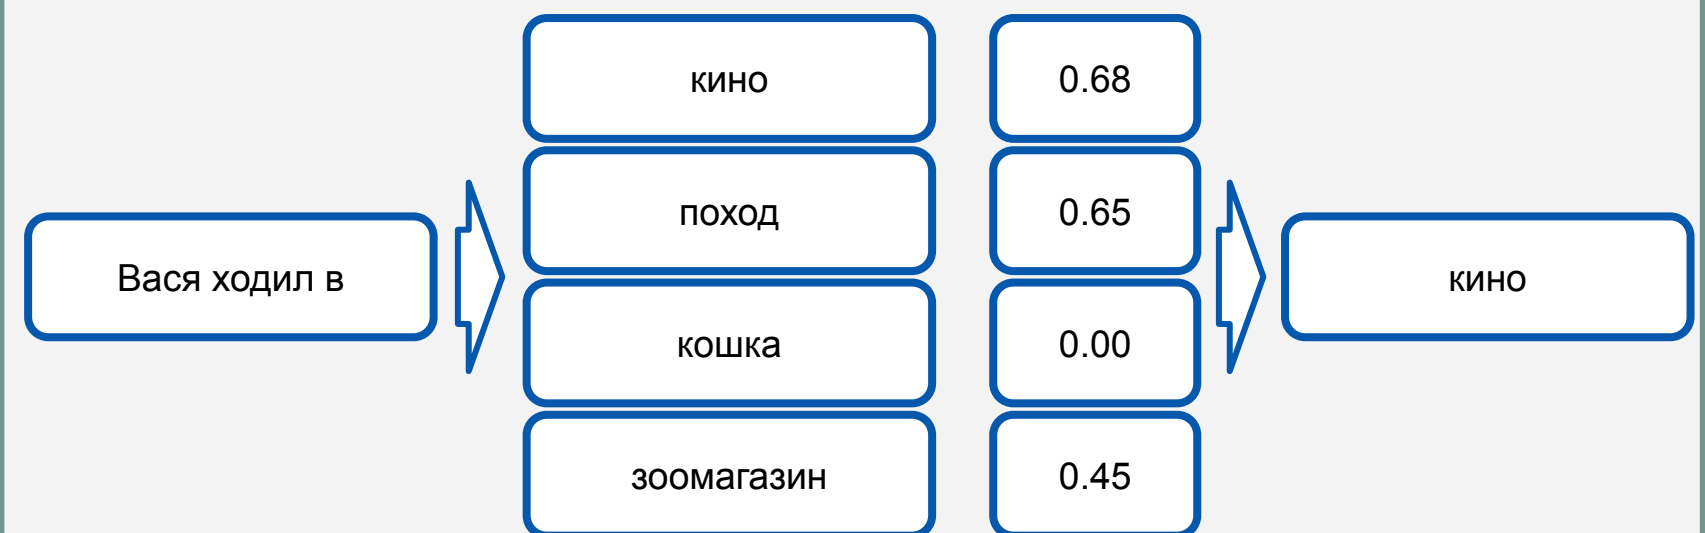 кино
0.68
поход
0.65
Вася ходил в
кино
кошка
0.00
зоомагазин
0.45